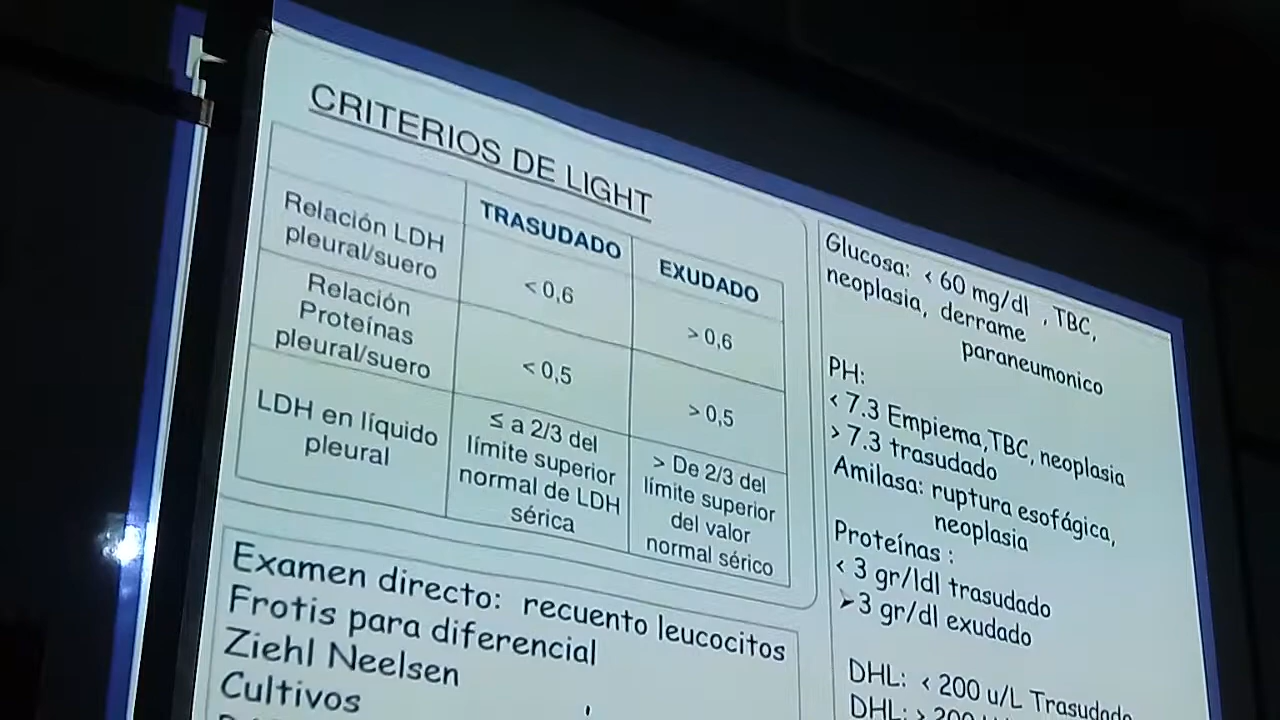 CRITERIOS DE LIGHT
TRASUDADO
EXUDADO
Relación LDH
pleural/suero
< 0,6
> 0,6
Relación
Proteínas
pleural/suero
< 0,5
> 0,5
LDH en líquido
pleural
≤ a 2/3 del
límite superior
normal de LDH
sérica
> De 2/3 del
límite superior
del valor
normal sérico
Examen directo: recuento leucocitos
Frotis para diferencial
Ziehl Neelsen
Cultivos
Glucosa: < 60 mg/dl , TBC,
neoplasia, derrame
paraneumonico
PH:
< 7.3 Empiema,TBC, neoplasia
> 7.3 trasudado
Amilasa: ruptura esofágica,
neoplasia
Proteínas :
< 3 gr/ldl trasudado
➢3 gr/dl exudado
DHL: < 200 u/L Trasudado
DHL: > 200